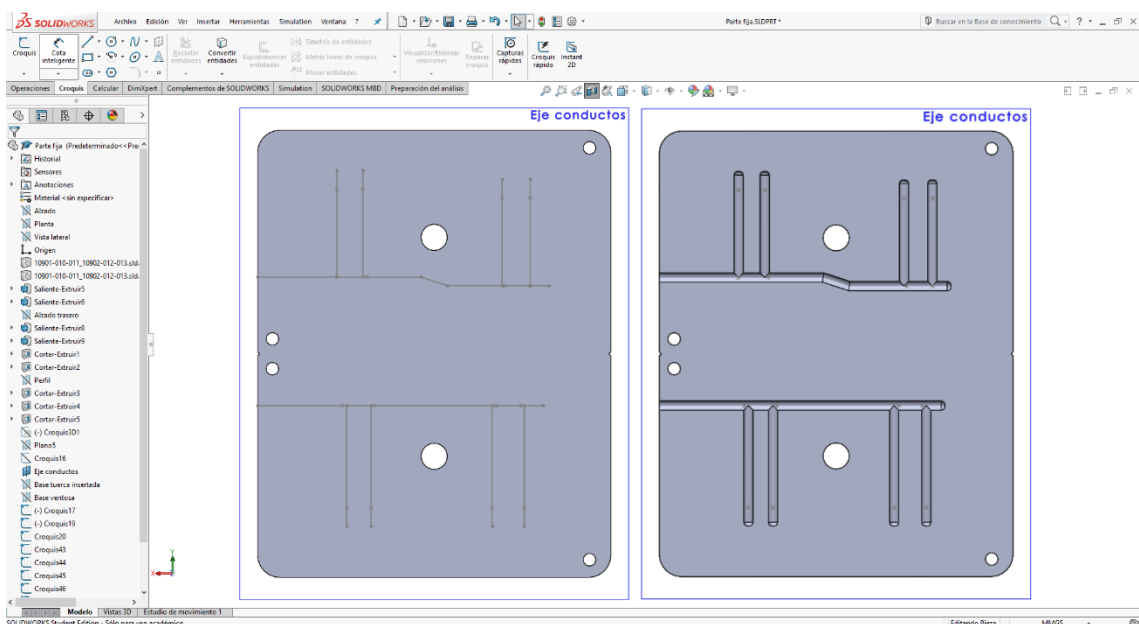 SOLIDWORKS Archivo Edición Ver Insertar Herramientas Simulation Ventana ? Parte fija.SLDPRT * Buscar en la Base de conocimiento ?
Croquis
Cota inteligente
Recortar entidades
Convertir entidades
Equidistanciar entidades
Simetría de entidades
Matriz lineal de croquis
Mover entidades
Visualizar/Eliminar relaciones
Reparar croquis
Capturas rápidas
Croquis rápido
Instant 2D
Operaciones Croquis Calcular DimXpert Complementos de SOLIDWORKS Simulation SOLIDWORKS MBD Preparación del análisis
Parte fija (Predeterminado<<Pre
Historial
Sensores
Anotaciones
Material <sin especificar>
Alzado
Planta
Vista lateral
Origen
10901-010-011_10902-012-013.sld
10901-010-011_10902-012-013.sld
Saliente-Extruir5
Saliente-Extruir6
Alzado trasero
Saliente-Extruir8
Saliente-Extruir9
Cortar-Extruir1
Cortar-Extruir2
Perfil
Cortar-Extruir3
Cortar-Extruir4
Cortar-Extruir5
(-) Croquis3D1
Plano5
Croquis16
Eje conductos
Base tuerca insertada
Base ventosa
(-) Croquis17
(-) Croquis19
Croquis20
Croquis43
Croquis44
Croquis45
Croquis46
Eje conductos
Eje conductos
Y
X
Modelo Vistas 3D Estudio de movimiento 1
SOLIDWORKS Student Edition - Sólo para uso académico Editando Pieza MMGS